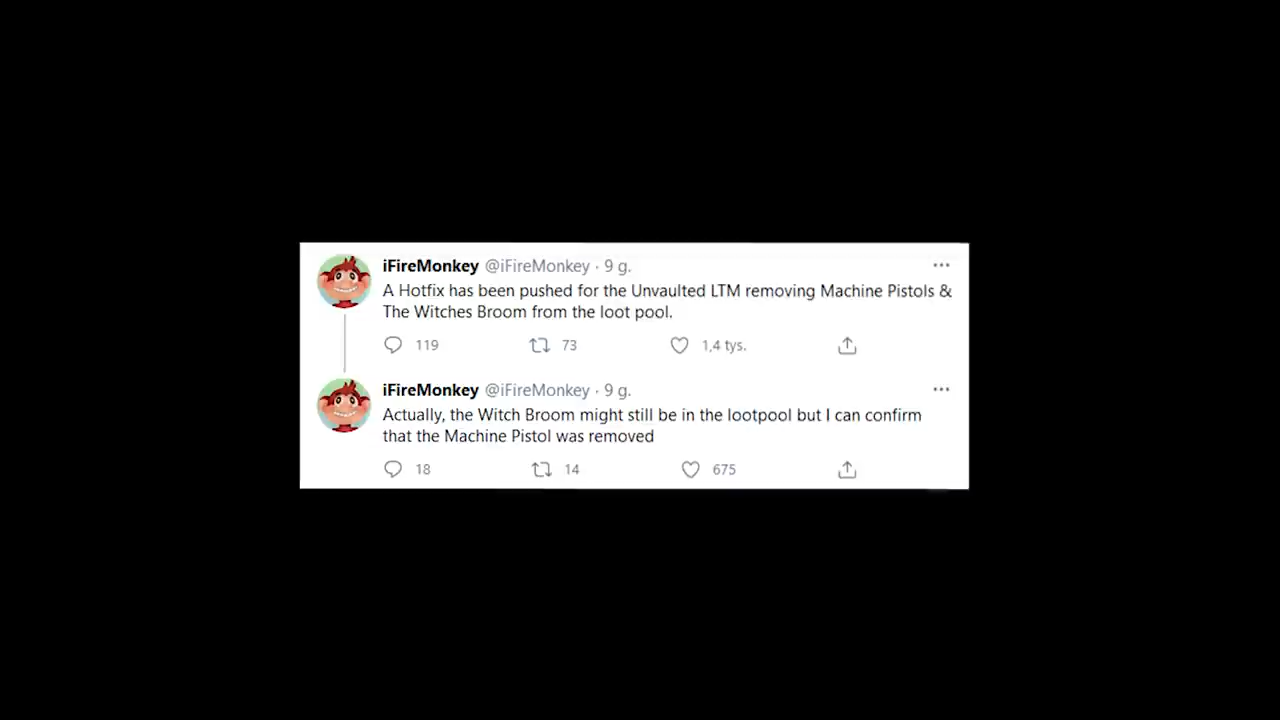 iFireMonkey @iFireMonkey · 9 g.
A Hotfix has been pushed for the Unvaulted LTM removing Machine Pistols &
The Witches Broom from the loot pool.
119 73 1,4 tys.
iFireMonkey @iFireMonkey · 9 g.
Actually, the Witch Broom might still be in the lootpool but I can confirm
that the Machine Pistol was removed
18 14 675